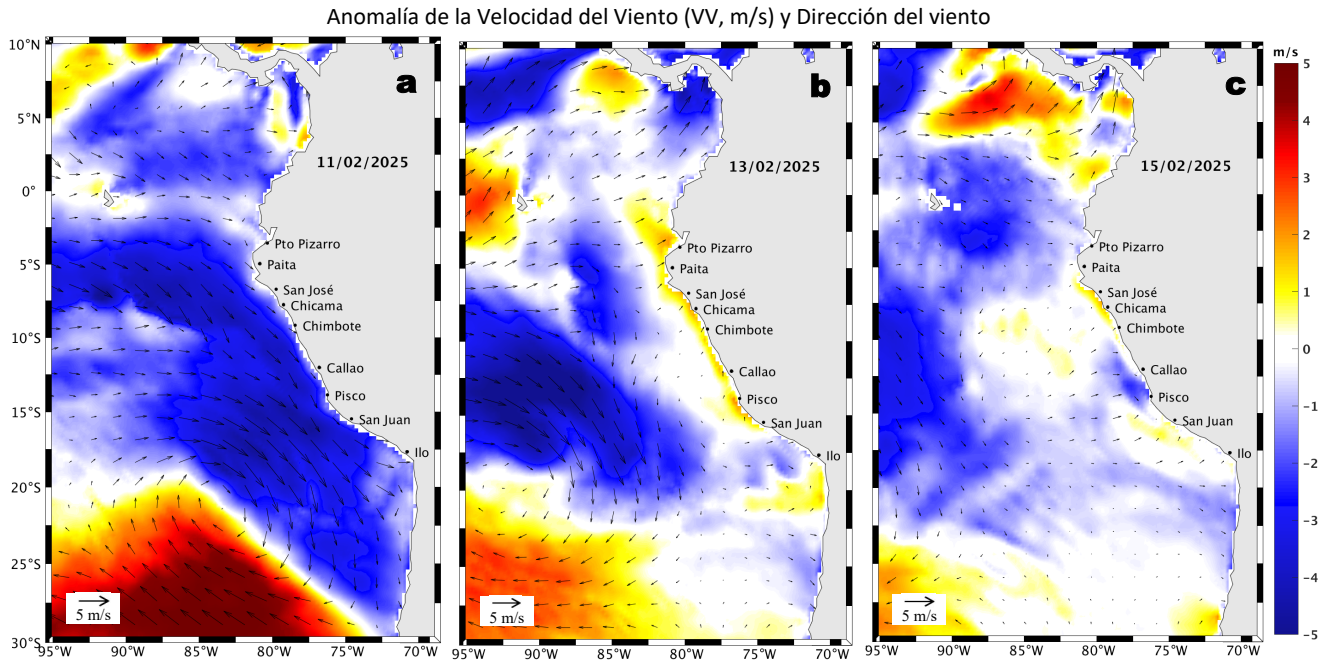 Anomalía de la Velocidad del Viento (VV, m/s) y Dirección del viento
10°N
5°N
0°
5°S
10°S
15°S
20°S
25°S
30°S
a
11/02/2025
Pto Pizarro
Paita
San José
Chicama
Chimbote
Callao
Pisco
San Juan
Ilo
5 m/s
95°W
90°W
85°W
80°W
75°W
70°W
b
13/02/2025
Pto Pizarro
Paita
San José
Chicama
Chimbote
Callao
Pisco
San Juan
Ilo
5 m/s
95°W
90°W
85°W
80°W
75°W
70°W
c
15/02/2025
Pto Pizarro
Paita
San José
Chicama
Chimbote
Callao
Pisco
San Juan
Ilo
5 m/s
95°W
90°W
85°W
80°W
75°W
70°W
m/s
5
4
3
2
1
0
−1
−2
−3
−4
−5